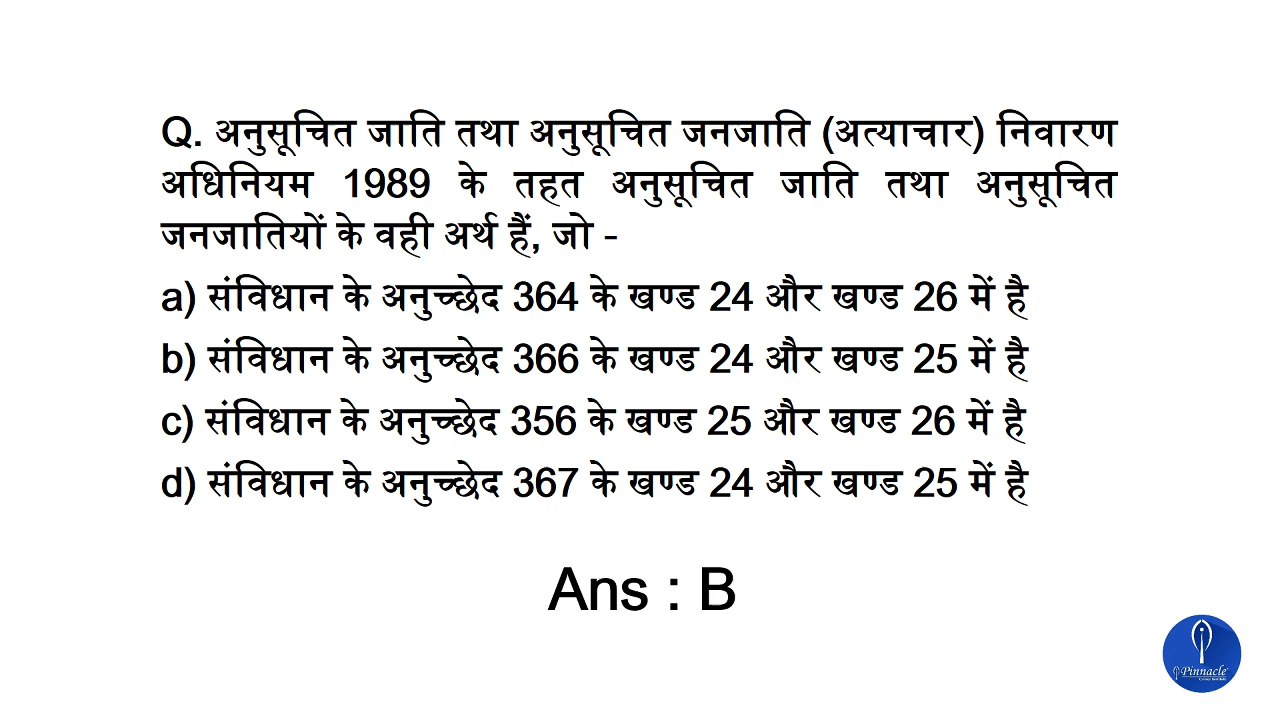 Q. अनुसूचित जाति तथा अनुसूचित जनजाति (अत्याचार) निवारण
अधिनियम 1989 के तहत अनुसूचित जाति तथा अनुसूचित
जनजातियों के वही अर्थ हैं, जो -
a) संविधान के अनुच्छेद 364 के खण्ड 24 और खण्ड 26 में है
b) संविधान के अनुच्छेद 366 के खण्ड 24 और खण्ड 25 में है
c) संविधान के अनुच्छेद 356 के खण्ड 25 और खण्ड 26 में है
d) संविधान के अनुच्छेद 367 के खण्ड 24 और खण्ड 25 में है
Ans : B
Pinnacle